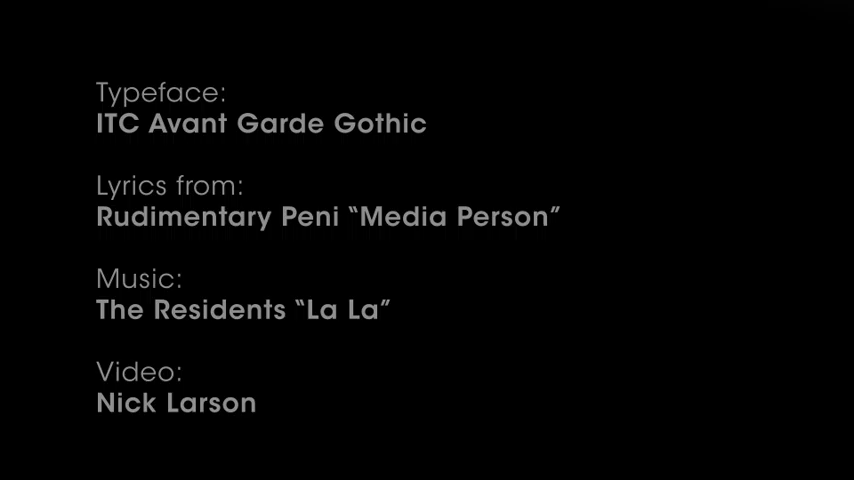 Typeface:
ITC Avant Garde Gothic
Lyrics from:
Rudimentary Peni “Media Person”
Music:
The Residents “La La”
Video:
Nick Larson